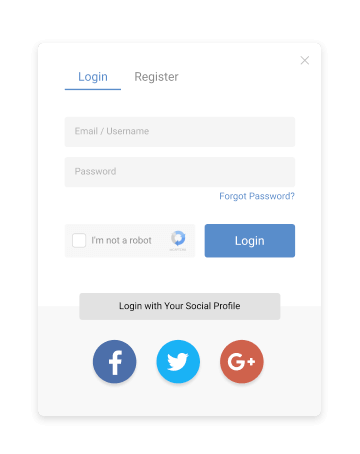 Login Register
Email / Username
Password
Forgot Password?
I'm not a robot
Login
Login with Your Social Profile
f
G+